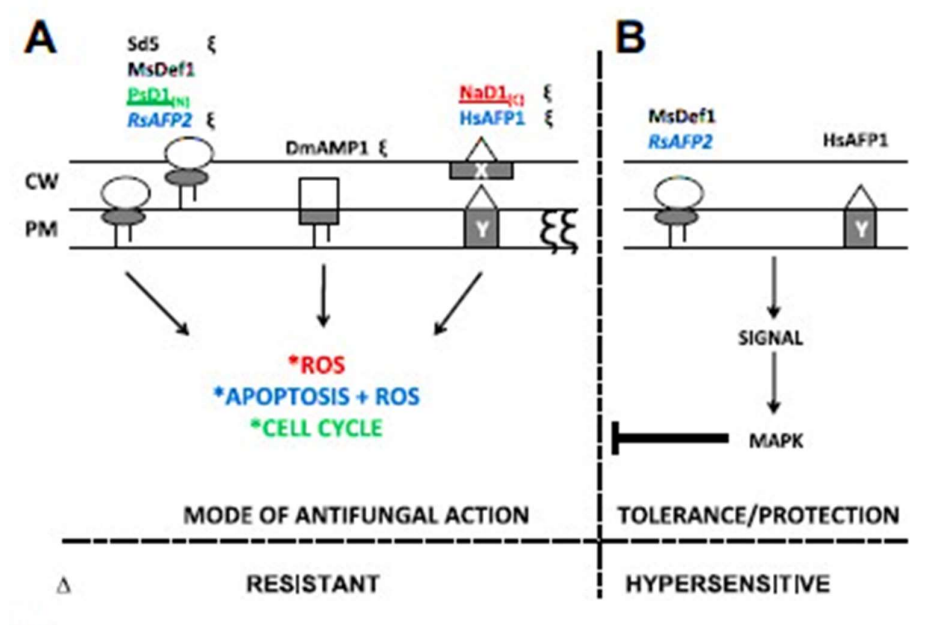 A
Sd5 ξ
MsDef1
PsD1(N)
RsAFP2 ξ
DmAMP1 ξ
NaD1(C) ξ
HsAFP1 ξ
CW
X
PM
Y
ξξ
*ROS
*APOPTOSIS + ROS
*CELL CYCLE
MODE OF ANTIFUNGAL ACTION
Δ RESISTANT
B
MsDef1
RsAFP2
HsAFP1
Y
SIGNAL
MAPK
TOLERANCE/PROTECTION
HYPERSENSITIVE